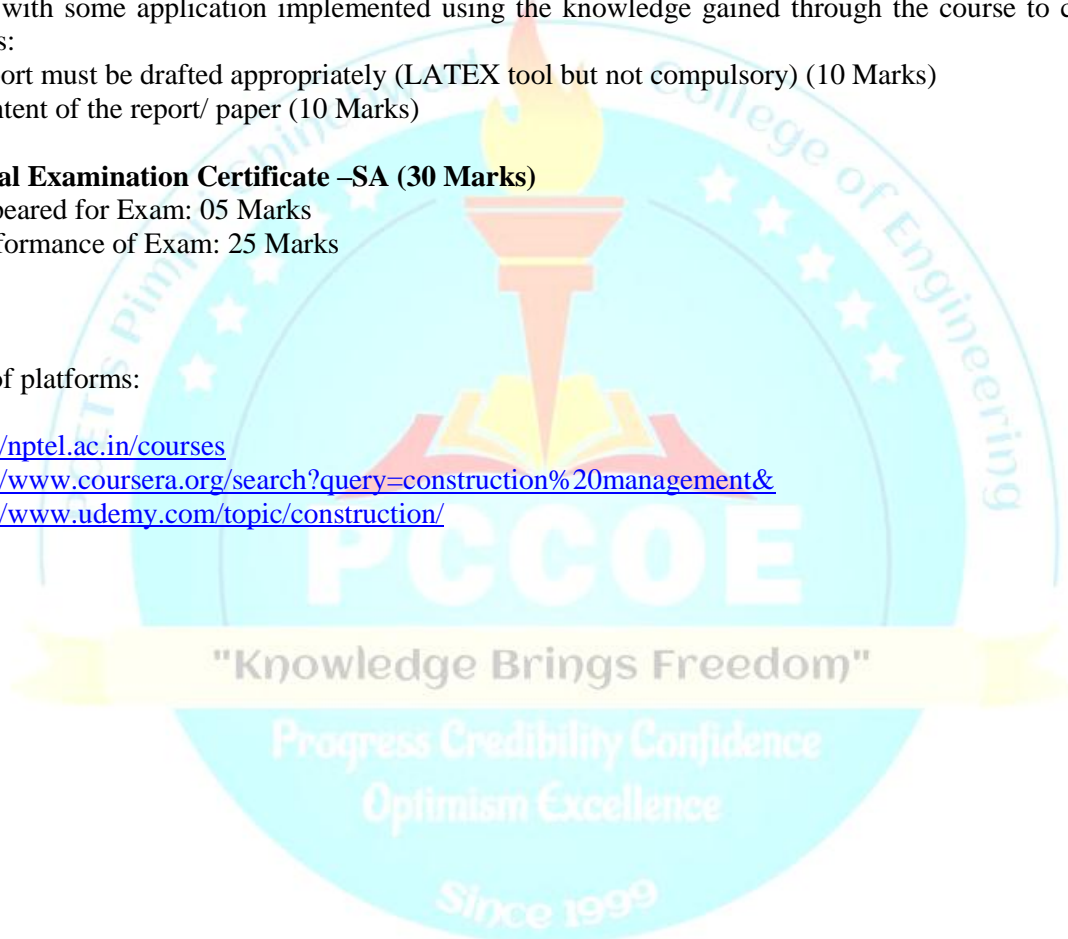 with some application implemented using the knowledge gained through the course to c
s:
ort must be drafted appropriately (LATEX tool but not compulsory) (10 Marks)
ntent of the report/ paper (10 Marks)
al Examination Certificate –SA (30 Marks)
peared for Exam: 05 Marks
formance of Exam: 25 Marks
of platforms:
/nptel.ac.in/courses
/www.coursera.org/search?query=construction%20management&
/www.udemy.com/topic/construction/
PCET's Pimpri Chinchwad College of Engineering
PCCOE
"Knowledge Brings Freedom"
Progress Credibility Confidence
Optimism Excellence
Since 1999